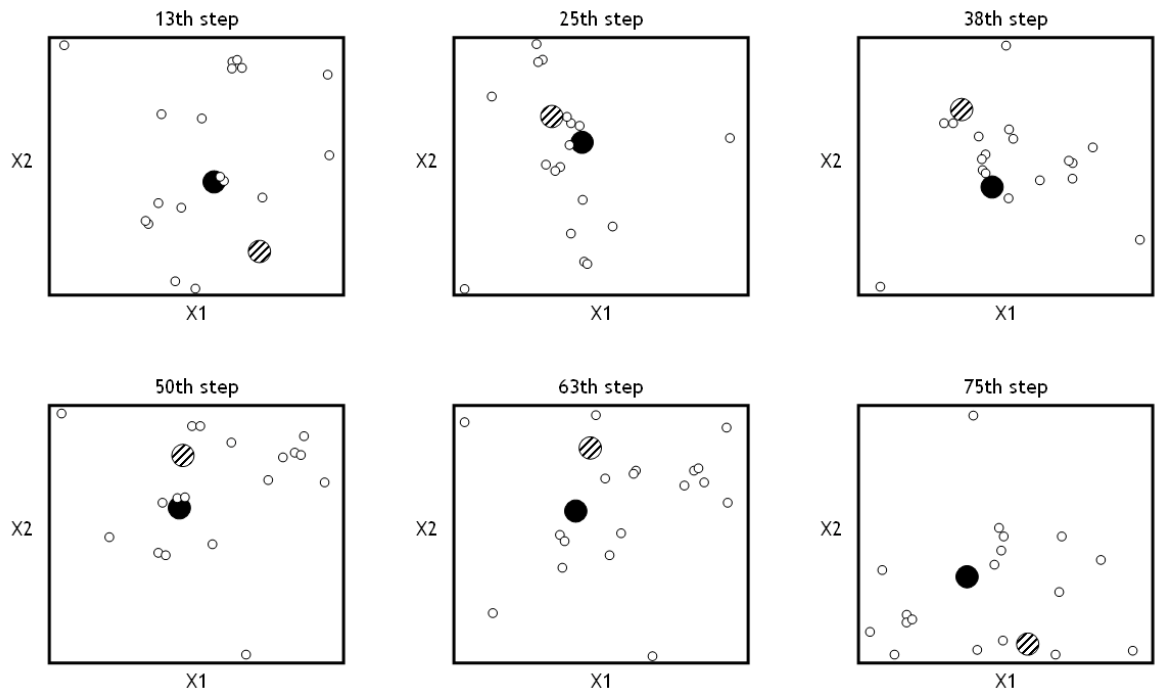 13th step
25th step
38th step
X2
X2
X2
X1
X1
X1
50th step
63th step
75th step
X2
X2
X2
X1
X1
X1